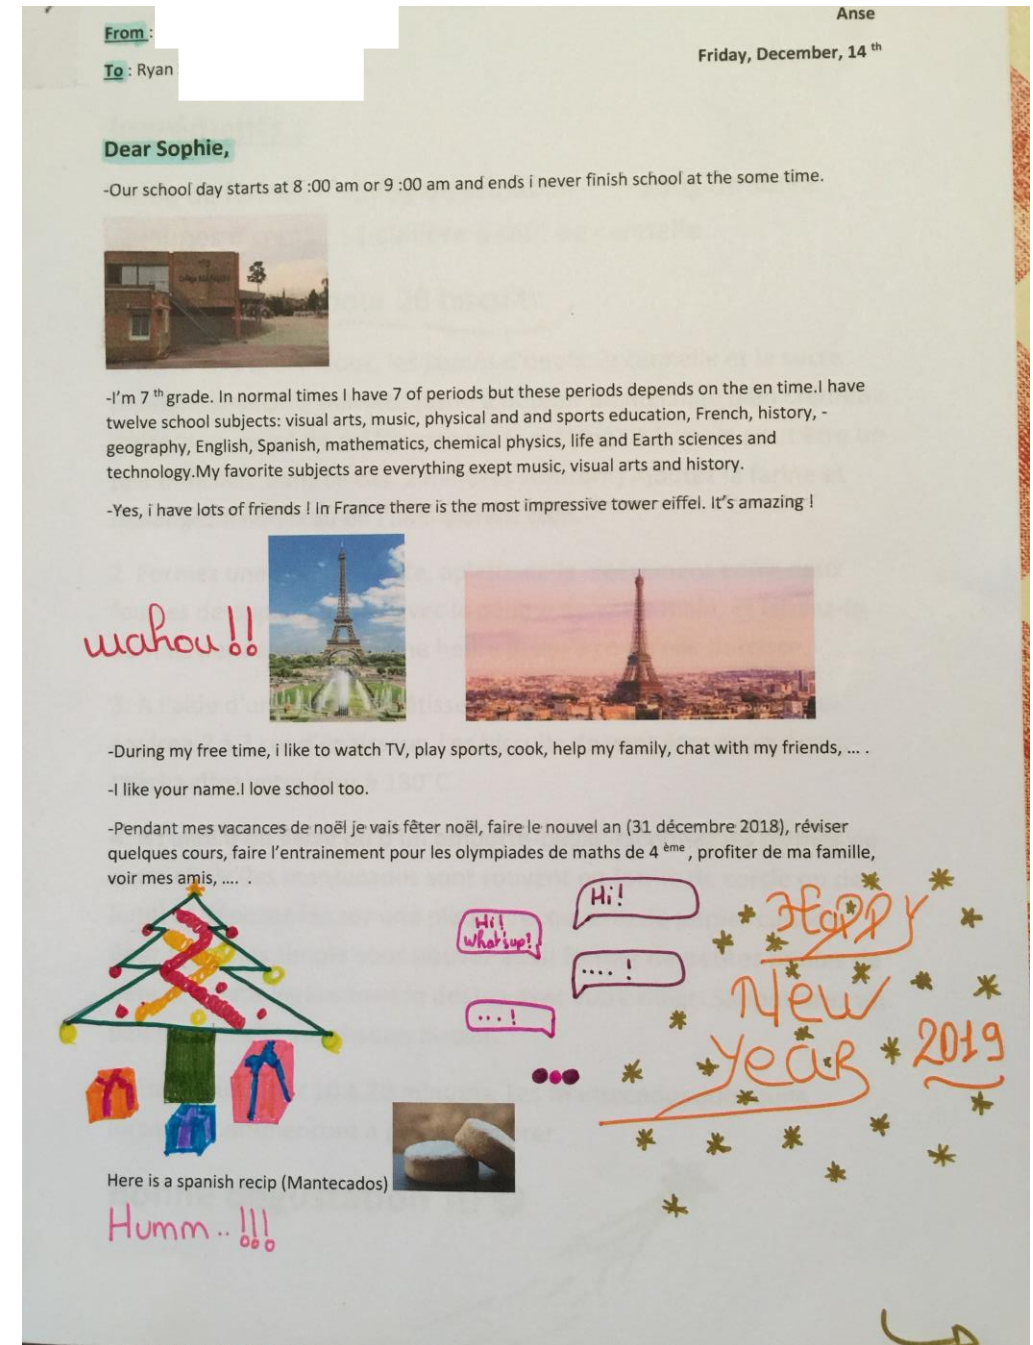 Anse
From :
Friday, December, 14 th
To : Ryan
Dear Sophie,
-Our school day starts at 8 :00 am or 9 :00 am and ends i never finish school at the some time.
-I'm 7 th grade. In normal times I have 7 of periods but these periods depends on the en time.I have
twelve school subjects: visual arts, music, physical and and sports education, French, history, -
geography, English, Spanish, mathematics, chemical physics, life and Earth sciences and
technology.My favorite subjects are everything exept music, visual arts and history.
-Yes, i have lots of friends ! In France there is the most impressive tower eiffel. It's amazing !
wahou!!
-During my free time, i like to watch TV, play sports, cook, help my family, chat with my friends, ... .
-I like your name.I love school too.
-Pendant mes vacances de noël je vais fêter noël, faire le nouvel an (31 décembre 2018), réviser
quelques cours, faire l'entrainement pour les olympiades de maths de 4 ème , profiter de ma famille,
voir mes amis, .... .
Hi!
Hi!
what's up!
.... !
... !
Happy
New
Year 2019
Here is a spanish recip (Mantecados)
Humm.. !!!